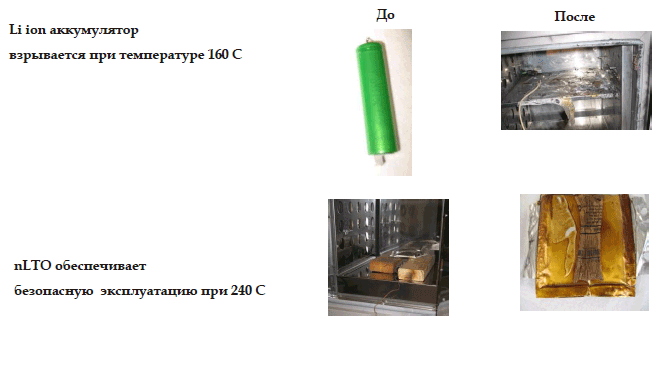 До
После
Li ion аккумулятор
взрывается при температуре 160 С
nLTO обеспечивает
безопасную эксплуатацию при 240 С